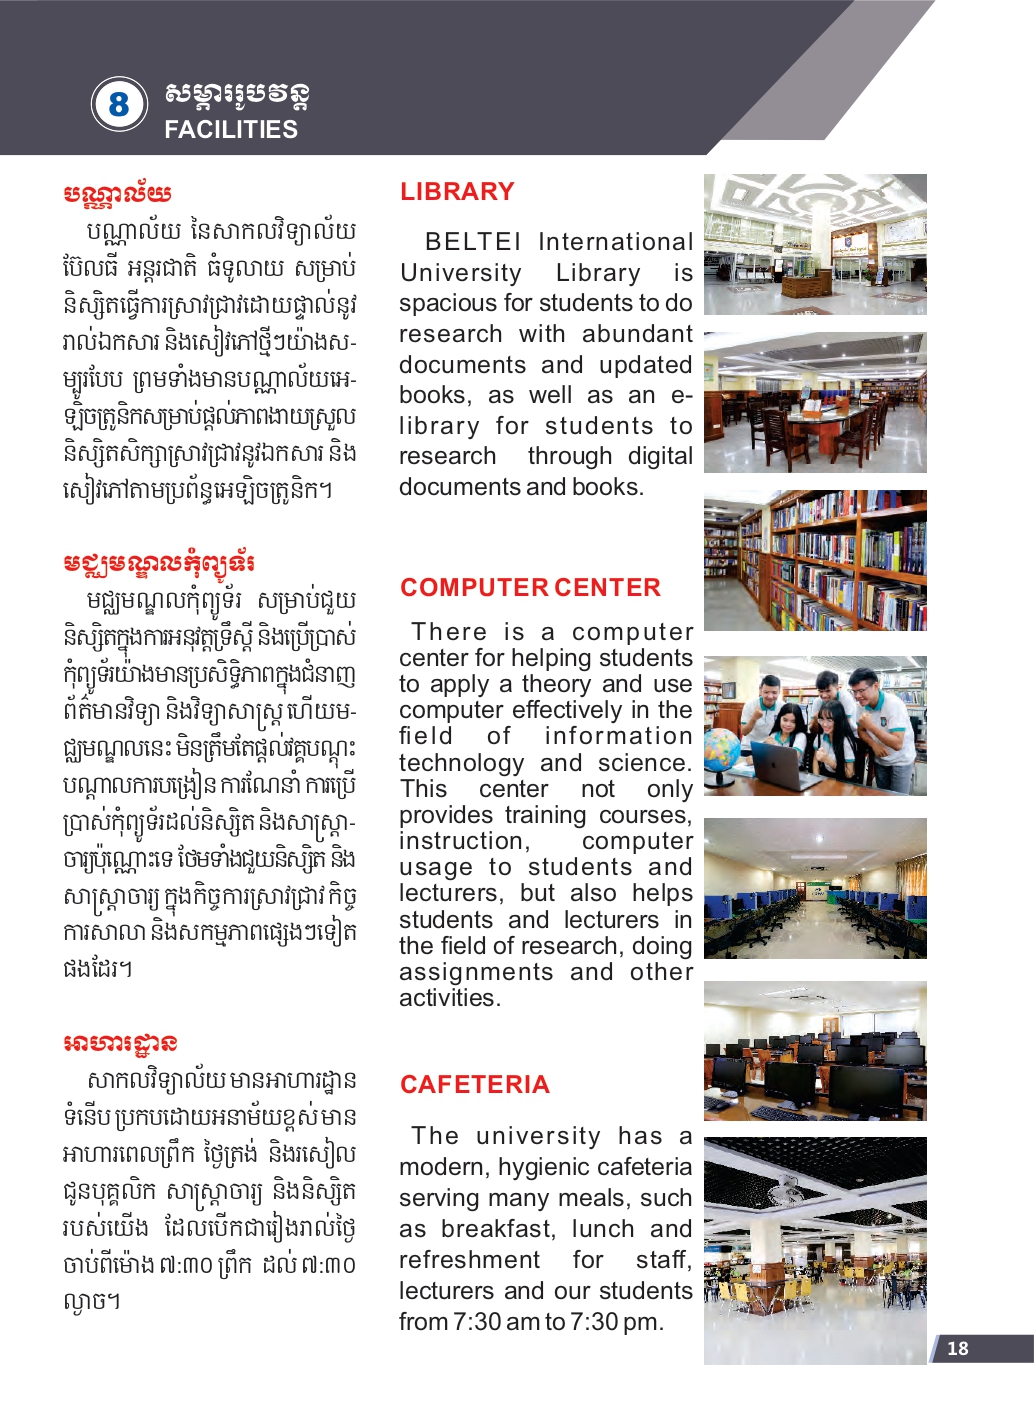 8
សម្ភាររូបវន្ត
FACILITIES
បណ្ណាល័យ
បណ្ណាល័យ នៃសាកលវិទ្យាល័យ
ប៊ែលធី អន្តរជាតិ ធំទូលាយ សម្រាប់
និស្សិតធ្វើការស្រាវជ្រាវដោយផ្ទាល់នូវ
រាល់ឯកសារ និងសៀវភៅថ្មីៗយ៉ាងស-
ម្បូរបែប ព្រមទាំងមានបណ្ណាល័យអេ-
ឡិចត្រូនិកសម្រាប់ផ្តល់ភាពងាយស្រួល
និស្សិតសិក្សាស្រាវជ្រាវនូវឯកសារ និង
សៀវភៅតាមប្រព័ន្ធអេឡិចត្រូនិក។
មជ្ឈមណ្ឌលកុំព្យូទ័រ
មជ្ឈមណ្ឌលកុំព្យូទ័រ សម្រាប់ជួយ
និស្សិតក្នុងការអនុវត្តទ្រឹស្តី និងប្រើប្រាស់
កុំព្យូទ័រយ៉ាងមានប្រសិទ្ធិភាពក្នុងជំនាញ
ព័ត៌មានវិទ្យា និងវិទ្យាសាស្ត្រ ហើយម-
ជ្ឈមណ្ឌលនេះ មិនត្រឹមតែផ្តល់វគ្គបណ្តុះ
បណ្តាលការបង្រៀន ការណែនាំ ការប្រើ
ប្រាស់កុំព្យូទ័រដល់និស្សិត និងសាស្ត្រា-
ចារ្យប៉ុណ្ណោះទេ ថែមទាំងជួយនិស្សិត និង
សាស្ត្រាចារ្យ ក្នុងកិច្ចការស្រាវជ្រាវ កិច្ច
ការសាលា និងសកម្មភាពផ្សេងៗទៀត
ផងដែរ។
អាហារដ្ឋាន
សាកលវិទ្យាល័យ មានអាហារដ្ឋាន
ទំនើប ប្រកបដោយអនាម័យខ្ពស់ មាន
អាហារពេលព្រឹក ថ្ងៃត្រង់ និងរសៀល
ជូនបុគ្គលិក សាស្ត្រាចារ្យ និងនិស្សិត
របស់យើង ដែលបើកជារៀងរាល់ថ្ងៃ
ចាប់ពីម៉ោង ៧:៣០ ព្រឹក ដល់ ៧:៣០
ល្ងាច។
LIBRARY
BELTEI International
University Library is
spacious for students to do
research with abundant
documents and updated
books, as well as an e-
library for students to
research through digital
documents and books.
COMPUTER CENTER
There is a computer
center for helping students
to apply a theory and use
computer effectively in the
field of information
technology and science.
This center not only
provides training courses,
instruction, computer
usage to students and
lecturers, but also helps
students and lecturers in
the field of research, doing
assignments and other
activities.
CAFETERIA
The university has a
modern, hygienic cafeteria
serving many meals, such
as breakfast, lunch and
refreshment for staff,
lecturers and our students
from 7:30 am to 7:30 pm.
18